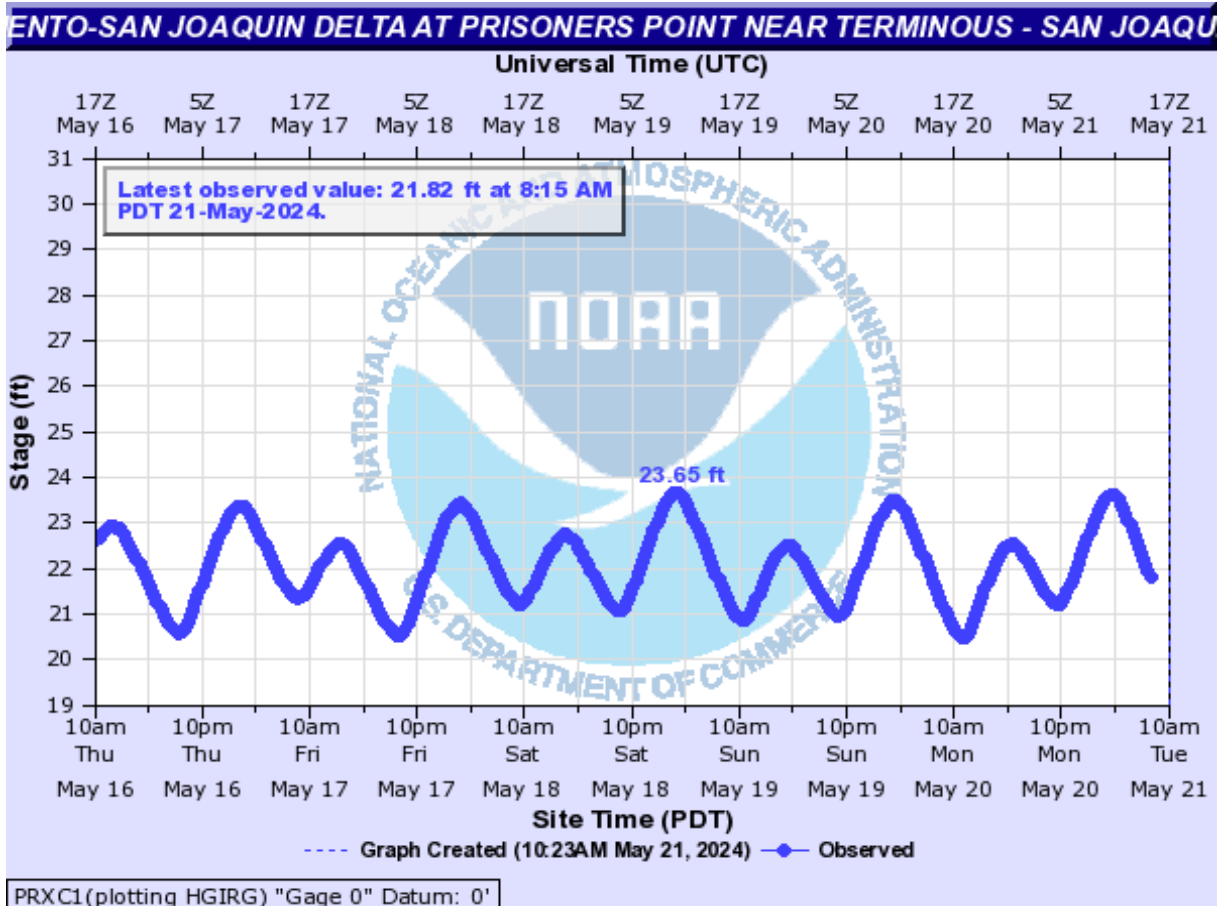 ENTO-SAN JOAQUIN DELTA AT PRISONERS POINT NEAR TERMINOUS - SAN JOAQU
Universal Time (UTC)
17Z 5Z 17Z 5Z 17Z 5Z 17Z 5Z 17Z 5Z 17Z
May 16 May 17 May 17 May 18 May 18 May 19 May 19 May 20 May 20 May 21 May 21
Latest observed value: 21.82 ft at 8:15 AM
PDT 21-May-2024.
NATIONAL OCEANIC AND ATMOSPHERIC ADMINISTRATION
NOAA
U.S. DEPARTMENT OF COMMERCE
23.65 ft
Stage (ft)
31
30
29
28
27
26
25
24
23
22
21
20
19
10am 10pm 10am 10pm 10am 10pm 10am 10pm 10am 10pm 10am
Thu Thu Fri Fri Sat Sat Sun Sun Mon Mon Tue
May 16 May 16 May 17 May 17 May 18 May 18 May 19 May 19 May 20 May 20 May 21
Site Time (PDT)
Graph Created (10:23AM May 21, 2024) Observed
PRXC1(plotting HGIRG) "Gage 0" Datum: 0'